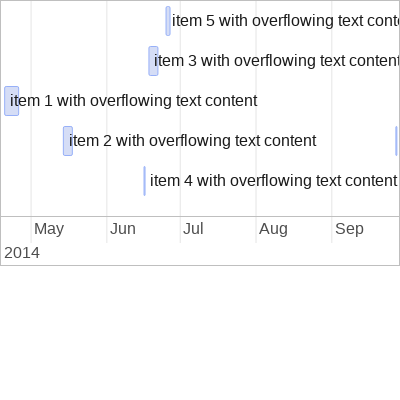 item 5 with overflowing text cont
item 3 with overflowing text content
item 1 with overflowing text content
item 2 with overflowing text content
item 4 with overflowing text content
May Jun Jul Aug Sep
2014